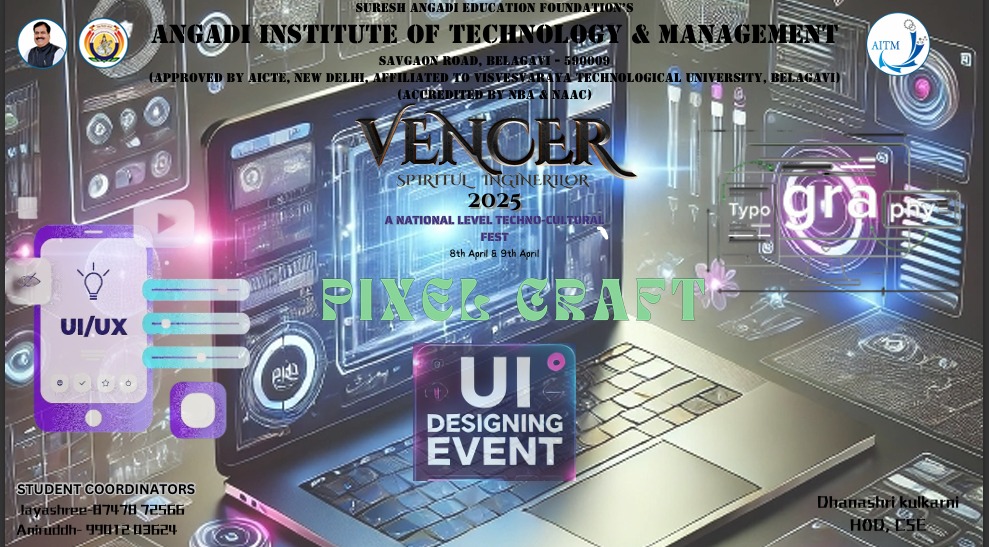 SURESH ANGADI EDUCATION FOUNDATION'S
ANGADI INSTITUTE OF TECHNOLOGY & MANAGEMENT
SAVGAON ROAD, BELAGAVI - 590009
(APPROVED BY AICTE, NEW DELHI, AFFILIATED TO VISVESVARAYA TECHNOLOGICAL UNIVERSITY, BELAGAVI)
(ACCREDITED BY NBA & NAAC)
AITM
VENCER
SPIRITUL INGINERILOR
2025
A NATIONAL LEVEL TECHNO-CULTURAL
FEST
8th April & 9th April
Typo gra phy
PIXEL CRAFT
UI/UX
UI
DESIGNING
EVENT
STUDENT COORDINATORS
Jayashree-87478 72566
Aniruddh- 99012 03624
Dhanashri kulkarni
HOD, CSE